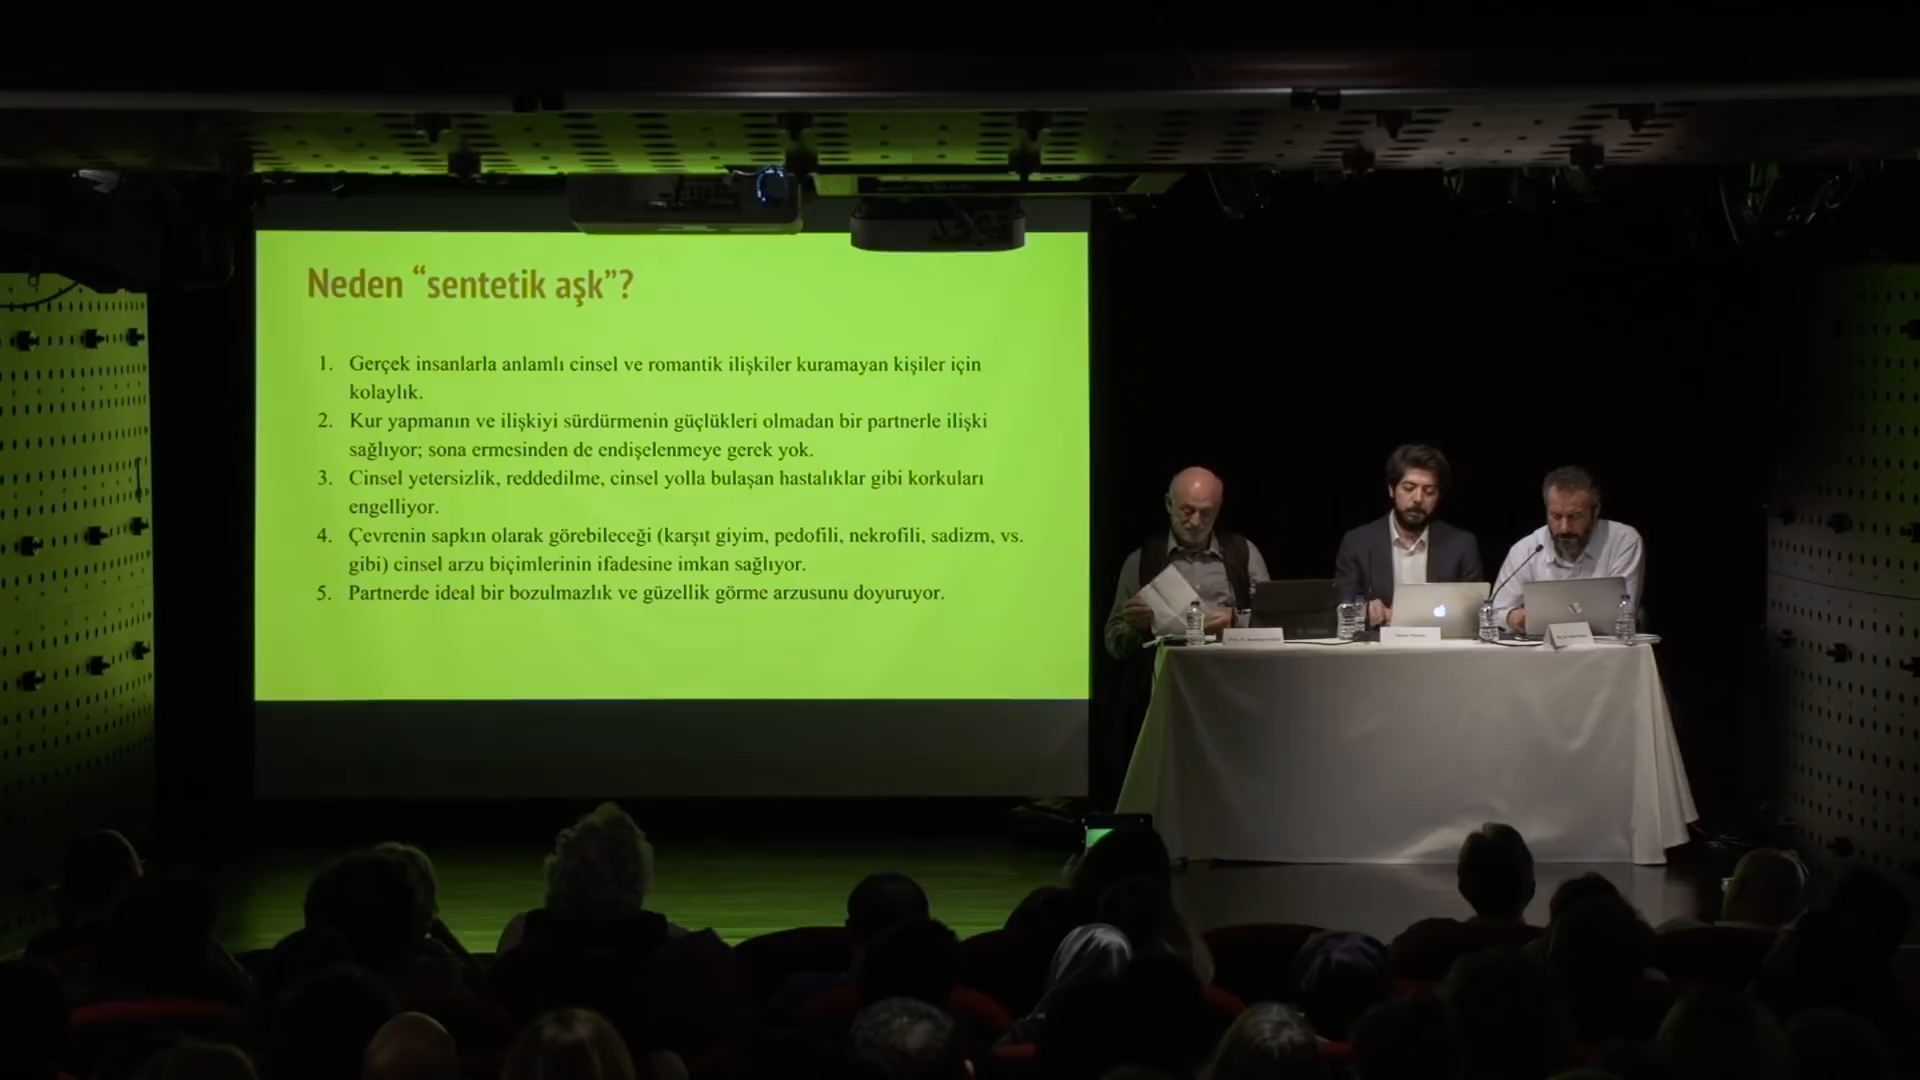 Neden “sentetik aşk”?
1. Gerçek insanlarla anlamlı cinsel ve romantik ilişkiler kuramayan kişiler için
kolaylık.
2. Kur yapmanın ve ilişkiyi sürdürmenin güçlükleri olmadan bir partnerle ilişki
sağlıyor; sona ermesinden de endişelenmeye gerek yok.
3. Cinsel yetersizlik, reddedilme, cinsel yolla bulaşan hastalıklar gibi korkuları
engelliyor.
4. Çevrenin sapkın olarak görebileceği (karşıt giyim, pedofili, nekrofili, sadizm, vs.
gibi) cinsel arzu biçimlerinin ifadesine imkan sağlıyor.
5. Partnerde ideal bir bozulmazlık ve güzellik görme arzusunu doyuruyor.